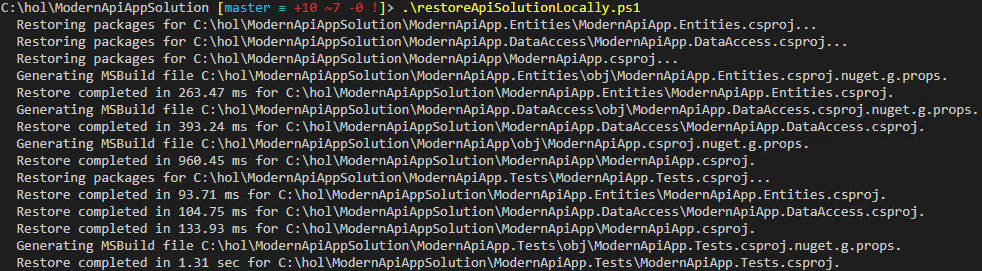 C:\hol\ModernApiAppSolution [master ≡ +10 ~7 -0 !]> .\restoreApiSolutionLocally.ps1
Restoring packages for C:\hol\ModernApiAppSolution\ModernApiApp.Entities\ModernApiApp.Entities.csproj...
Restoring packages for C:\hol\ModernApiAppSolution\ModernApiApp.DataAccess\ModernApiApp.DataAccess.csproj...
Restoring packages for C:\hol\ModernApiAppSolution\ModernApiApp\ModernApiApp.csproj...
Generating MSBuild file C:\hol\ModernApiAppSolution\ModernApiApp.Entities\obj\ModernApiApp.Entities.csproj.nuget.g.props.
Restore completed in 263.47 ms for C:\hol\ModernApiAppSolution\ModernApiApp.Entities\ModernApiApp.Entities.csproj.
Generating MSBuild file C:\hol\ModernApiAppSolution\ModernApiApp.DataAccess\obj\ModernApiApp.DataAccess.csproj.nuget.g.props.
Restore completed in 393.24 ms for C:\hol\ModernApiAppSolution\ModernApiApp.DataAccess\ModernApiApp.DataAccess.csproj.
Generating MSBuild file C:\hol\ModernApiAppSolution\ModernApiApp\obj\ModernApiApp.csproj.nuget.g.props.
Restore completed in 960.45 ms for C:\hol\ModernApiAppSolution\ModernApiApp\ModernApiApp.csproj.
Restoring packages for C:\hol\ModernApiAppSolution\ModernApiApp.Tests\ModernApiApp.Tests.csproj...
Restore completed in 93.71 ms for C:\hol\ModernApiAppSolution\ModernApiApp.Entities\ModernApiApp.Entities.csproj.
Restore completed in 104.75 ms for C:\hol\ModernApiAppSolution\ModernApiApp.DataAccess\ModernApiApp.DataAccess.csproj.
Restore completed in 133.93 ms for C:\hol\ModernApiAppSolution\ModernApiApp\ModernApiApp.csproj.
Generating MSBuild file C:\hol\ModernApiAppSolution\ModernApiApp.Tests\obj\ModernApiApp.Tests.csproj.nuget.g.props.
Restore completed in 1.31 sec for C:\hol\ModernApiAppSolution\ModernApiApp.Tests\ModernApiApp.Tests.csproj.